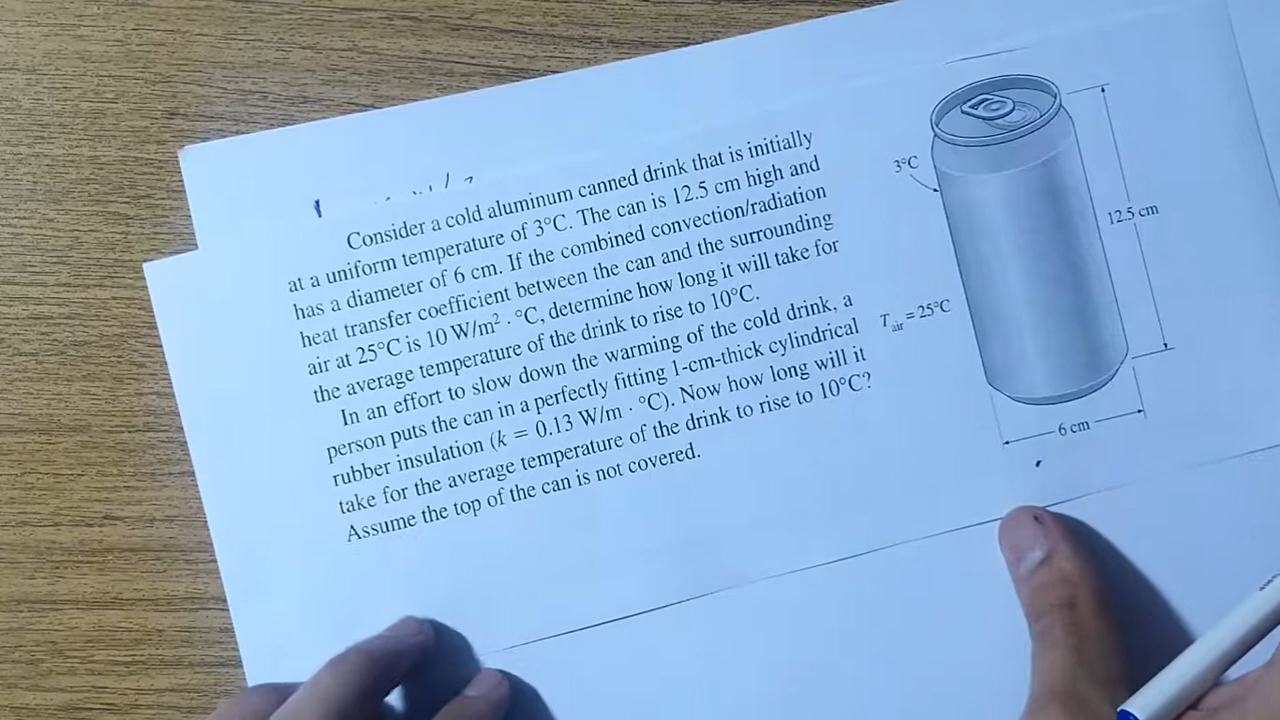 Consider a cold aluminum canned drink that is initially
at a uniform temperature of 3°C. The can is 12.5 cm high and
has a diameter of 6 cm. If the combined convection/radiation
heat transfer coefficient between the can and the surrounding
air at 25°C is 10 W/m² · °C, determine how long it will take for
the average temperature of the drink to rise to 10°C.
In an effort to slow down the warming of the cold drink, a
person puts the can in a perfectly fitting 1-cm-thick cylindrical
rubber insulation (k = 0.13 W/m · °C). Now how long will it
take for the average temperature of the drink to rise to 10°C?
Assume the top of the can is not covered.
3°C
12.5 cm
T air = 25°C
6 cm